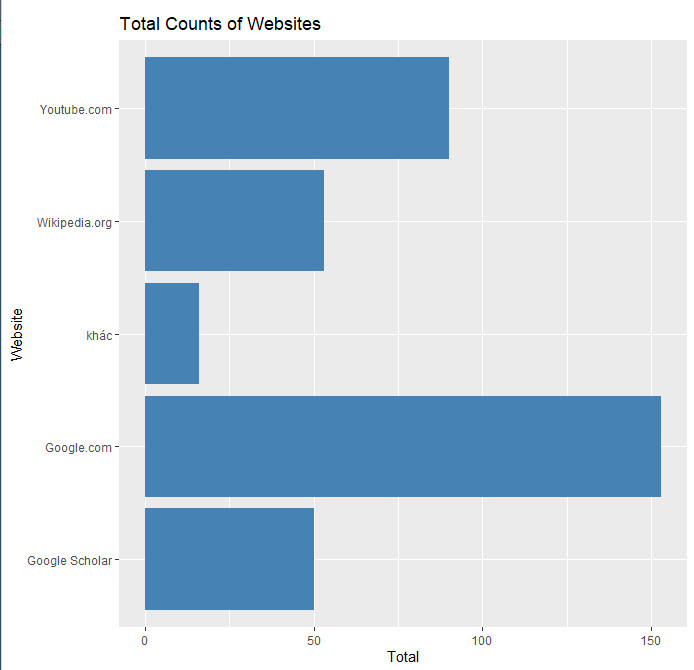 Total Counts of Websites
Youtube.com
Wikipedia.org
khác
Google.com
Google Scholar
Website
0 50 100 150
Total